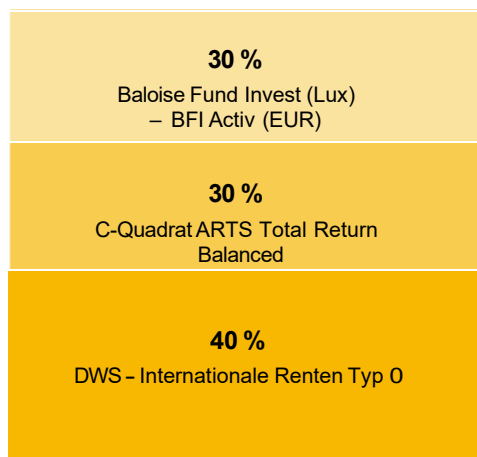 30 %
Baloise Fund Invest (Lux)
– BFI Activ (EUR)
30 %
C-Quadrat ARTS Total Return
Balanced
40 %
DWS – Internationale Renten Typ O